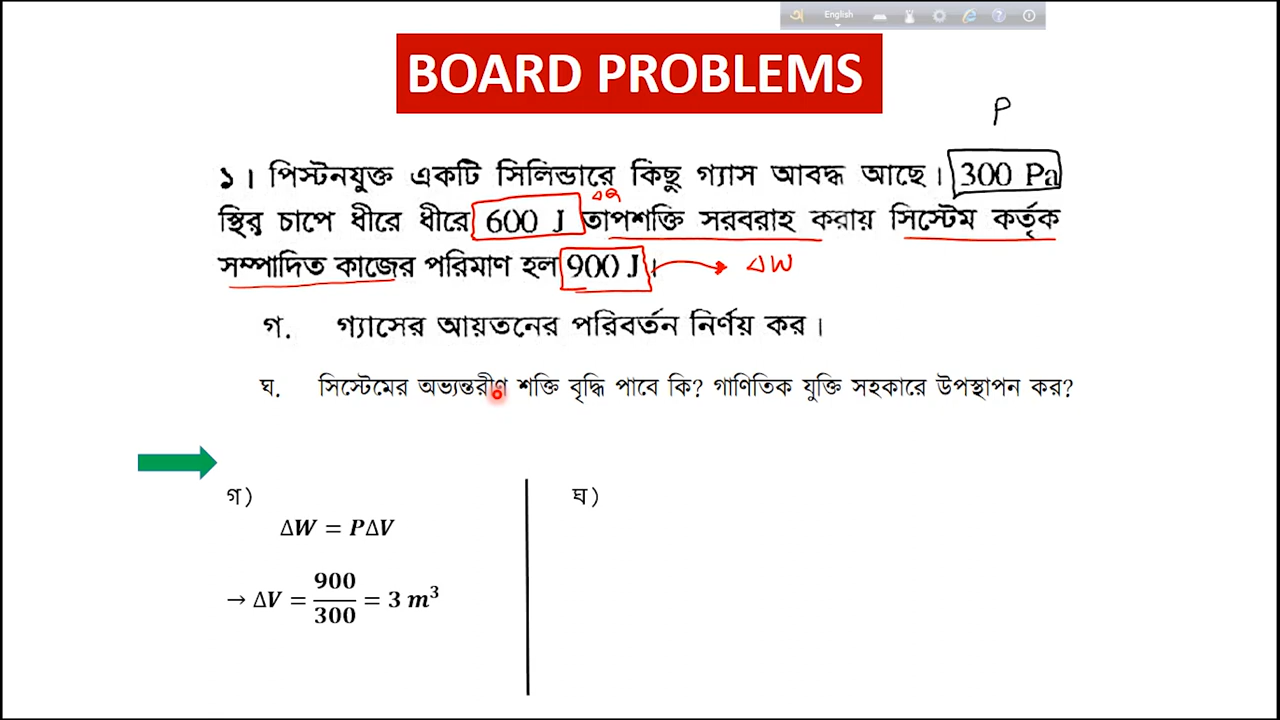 English
BOARD PROBLEMS
P
১। পিস্টনযুক্ত একটি সিলিন্ডারে কিছু গ্যাস আবদ্ধ আছে। 300 Pa
স্থির চাপে ধীরে ধীরে 600 J তাপশক্তি সরবরাহ করায় সিস্টেম কর্তৃক
সম্পাদিত কাজের পরিমাণ হল 900 J। ΔW
গ. গ্যাসের আয়তনের পরিবর্তন নির্ণয় কর।
ঘ. সিস্টেমের অভ্যন্তরীণ শক্তি বৃদ্ধি পাবে কি? গাণিতিক যুক্তি সহকারে উপস্থাপন কর?
গ)
ΔW = PΔV
→ ΔV = 900/300 = 3 m³
ঘ)